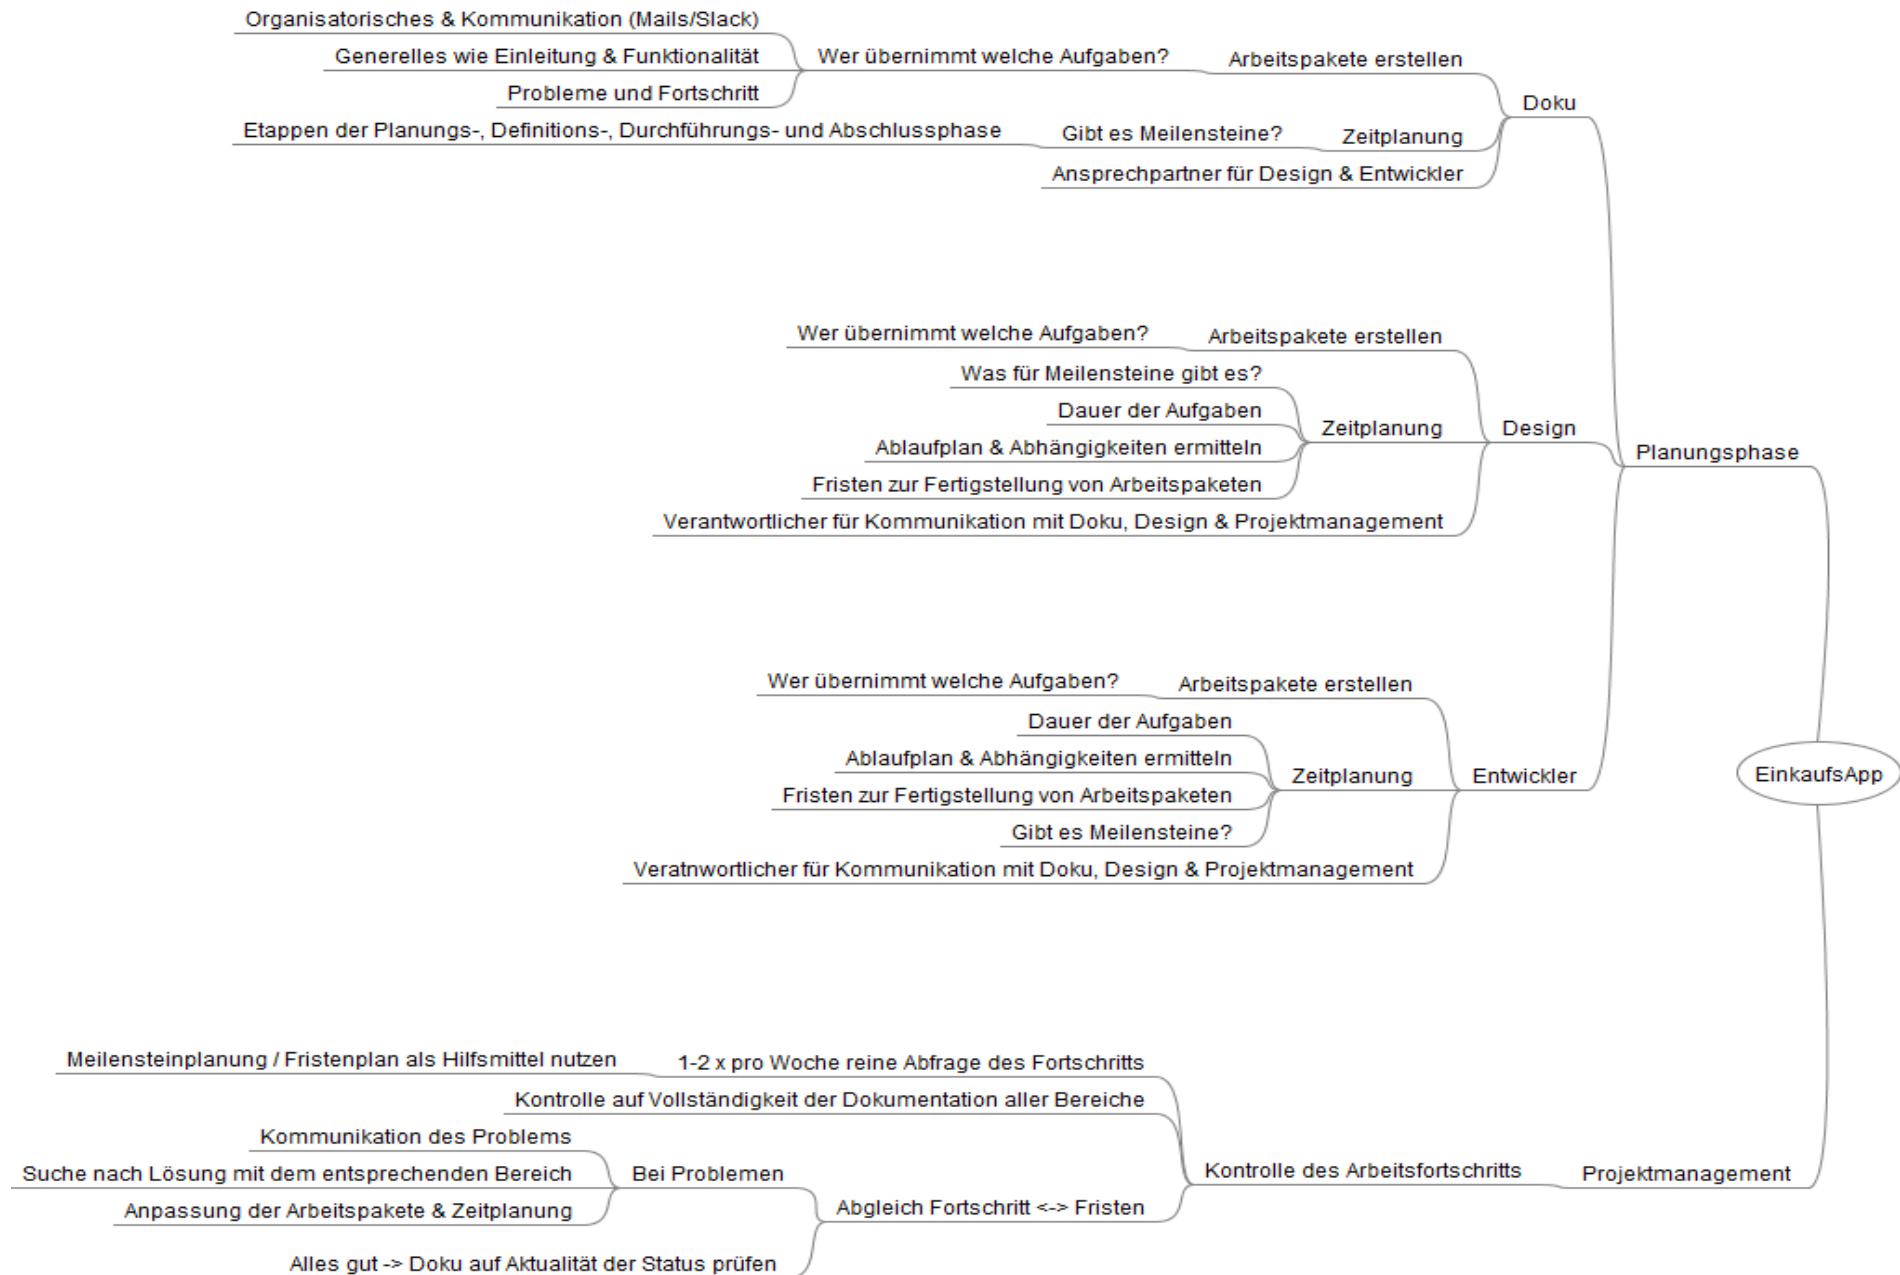 Organisatorisches & Kommunikation (Mails/Slack)
Generelles wie Einleitung & Funktionalität
Wer übernimmt welche Aufgaben?
Arbeitspakete erstellen
Probleme und Fortschritt
Doku
Etappen der Planungs-, Definitions-, Durchführungs- und Abschlussphase
Gibt es Meilensteine?
Zeitplanung
Ansprechpartner für Design & Entwickler
Wer übernimmt welche Aufgaben?
Arbeitspakete erstellen
Was für Meilensteine gibt es?
Dauer der Aufgaben
Zeitplanung
Design
Ablaufplan & Abhängigkeiten ermitteln
Planungsphase
Fristen zur Fertigstellung von Arbeitspaketen
Verantwortlicher für Kommunikation mit Doku, Design & Projektmanagement
Wer übernimmt welche Aufgaben?
Arbeitspakete erstellen
Dauer der Aufgaben
Ablaufplan & Abhängigkeiten ermitteln
Zeitplanung
Entwickler
EinkaufsApp
Fristen zur Fertigstellung von Arbeitspaketen
Gibt es Meilensteine?
Veratnwortlicher für Kommunikation mit Doku, Design & Projektmanagement
Meilensteinplanung / Fristenplan als Hilfsmittel nutzen
1-2 x pro Woche reine Abfrage des Fortschritts
Kontrolle auf Vollständigkeit der Dokumentation aller Bereiche
Kommunikation des Problems
Suche nach Lösung mit dem entsprechenden Bereich
Bei Problemen
Kontrolle des Arbeitsfortschritts
Projektmanagement
Anpassung der Arbeitspakete & Zeitplanung
Abgleich Fortschritt <-> Fristen
Alles gut -> Doku auf Aktualität der Status prüfen